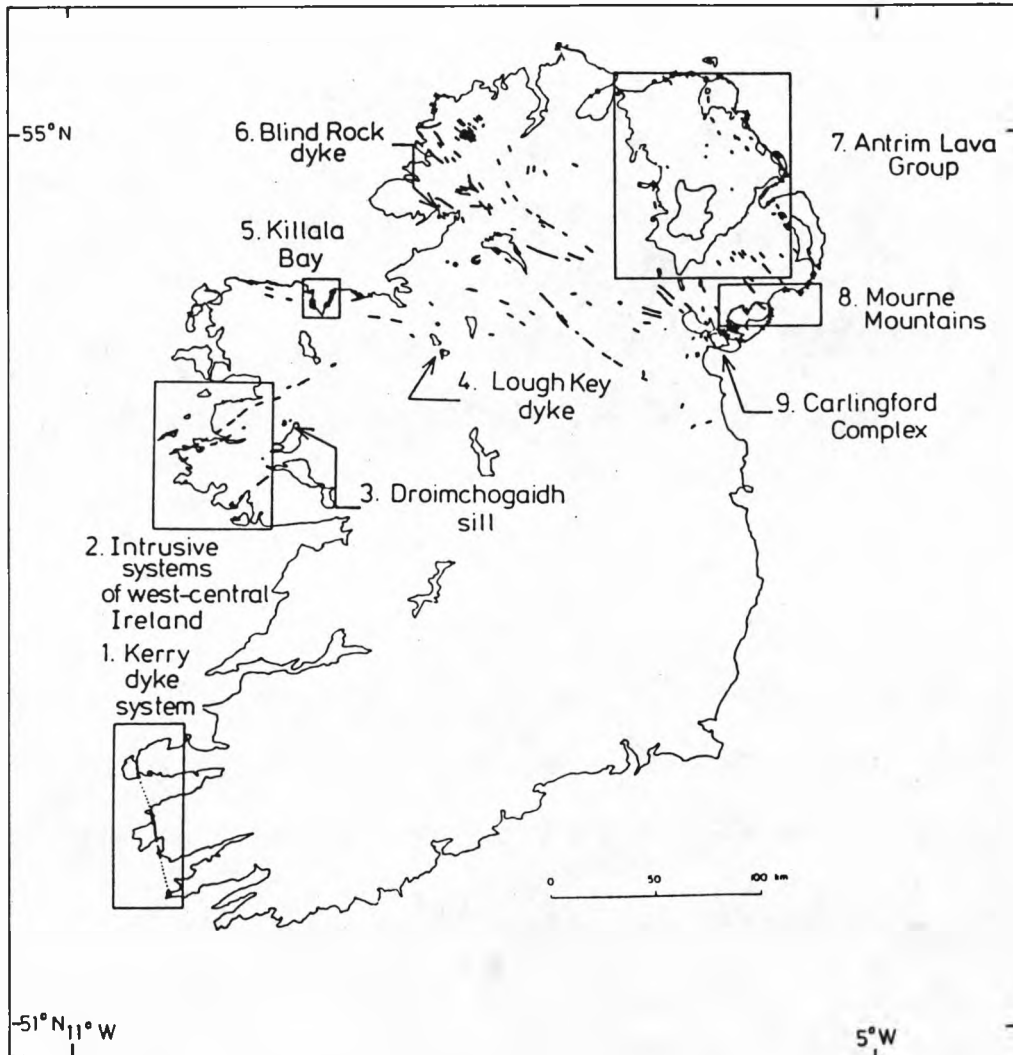 55°N
6. Blind Rock
dyke
7. Antrim Lava
Group
5. Killala
Bay
8. Mourne
Mountains
4. Lough Key
dyke
9. Carlingford
Complex
3. Droimchogaidh
sill
2. Intrusive
systems
of west-central
Ireland
1. Kerry
dyke
system
0 50 100 km
51°N
11°W
5°W